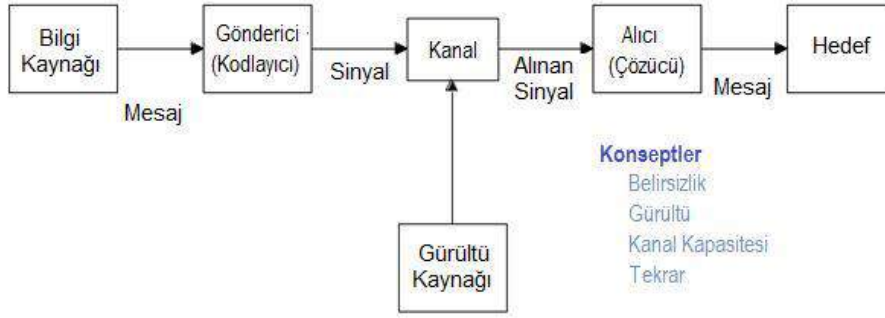 Bilgi
Kaynağı
Mesaj
Gönderici
(Kodlayıcı)
Sinyal
Kanal
Alınan
Sinyal
Alıcı
(Çözücü)
Mesaj
Hedef
Gürültü
Kaynağı
Konseptler
Belirsizlik
Gürültü
Kanal Kapasitesi
Tekrar